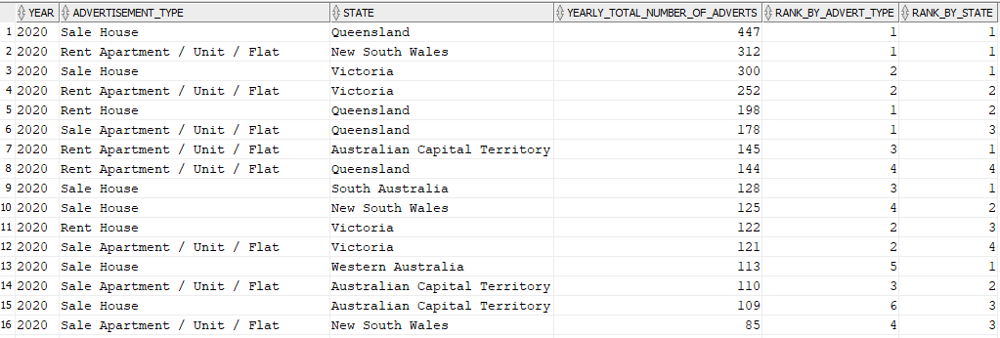 YEAR ADVERTISEMENT_TYPE STATE YEARLY_TOTAL_NUMBER_OF_ADVERTS RANK_BY_ADVERT_TYPE RANK_BY_STATE
1 2020 Sale House Queensland 447 1 1
2 2020 Rent Apartment / Unit / Flat New South Wales 312 1 1
3 2020 Sale House Victoria 300 2 1
4 2020 Rent Apartment / Unit / Flat Victoria 252 2 2
5 2020 Rent House Queensland 198 1 2
6 2020 Sale Apartment / Unit / Flat Queensland 178 1 3
7 2020 Rent Apartment / Unit / Flat Australian Capital Territory 145 3 1
8 2020 Rent Apartment / Unit / Flat Queensland 144 4 4
9 2020 Sale House South Australia 128 3 1
10 2020 Sale House New South Wales 125 4 2
11 2020 Rent House Victoria 122 2 3
12 2020 Sale Apartment / Unit / Flat Victoria 121 2 4
13 2020 Sale House Western Australia 113 5 1
14 2020 Sale Apartment / Unit / Flat Australian Capital Territory 110 3 2
15 2020 Sale House Australian Capital Territory 109 6 3
16 2020 Sale Apartment / Unit / Flat New South Wales 85 4 3